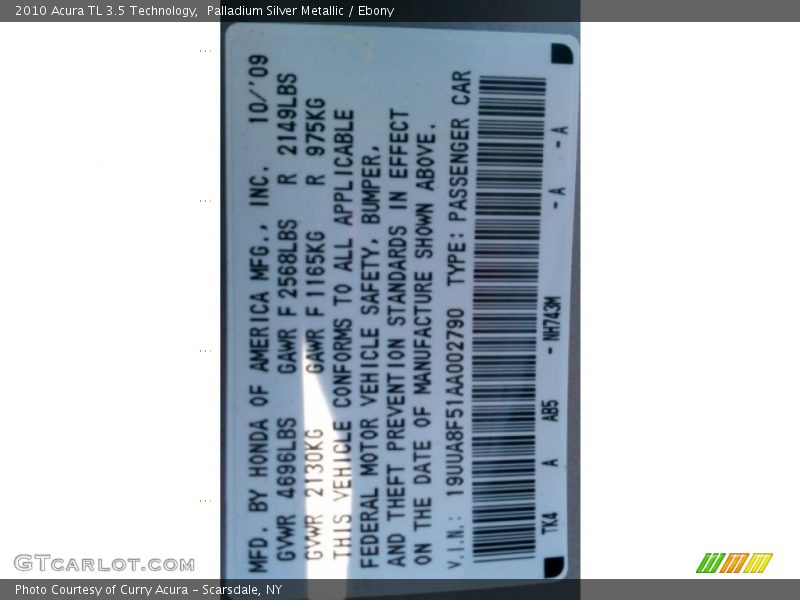 2010 Acura TL 3.5 Technology, Palladium Silver Metallic / Ebony
MFD. BY HONDA OF AMERICA MFG., INC. 10/'09
GVWR 4696LBS GAWR F 2568LBS R 2149LBS
GVWR 2130KG GAWR F 1165KG R 975KG
THIS VEHICLE CONFORMS TO ALL APPLICABLE
FEDERAL MOTOR VEHICLE SAFETY, BUMPER,
AND THEFT PREVENTION STANDARDS IN EFFECT
ON THE DATE OF MANUFACTURE SHOWN ABOVE.
V.I.N.: 19UUA8F51AA002790 TYPE: PASSENGER CAR
TK4 A AB5 - NH743M - A - A
GTCARLOT.COM
Photo Courtesy of Curry Acura – Scarsdale, NY